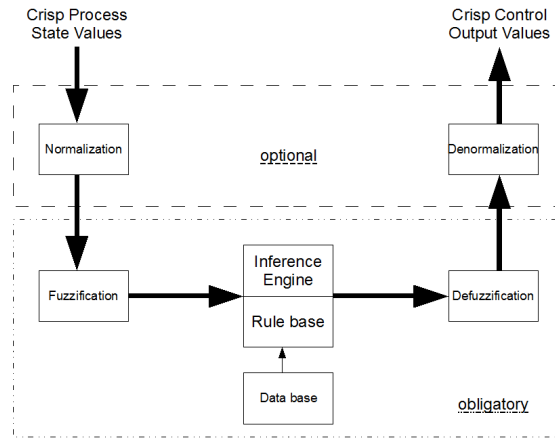 Crisp Process
State Values
Crisp Control
Output Values
Normalization
optional
Denormalization
Fuzzification
Inference
Engine
Rule base
Defuzzification
Data base
obligatory